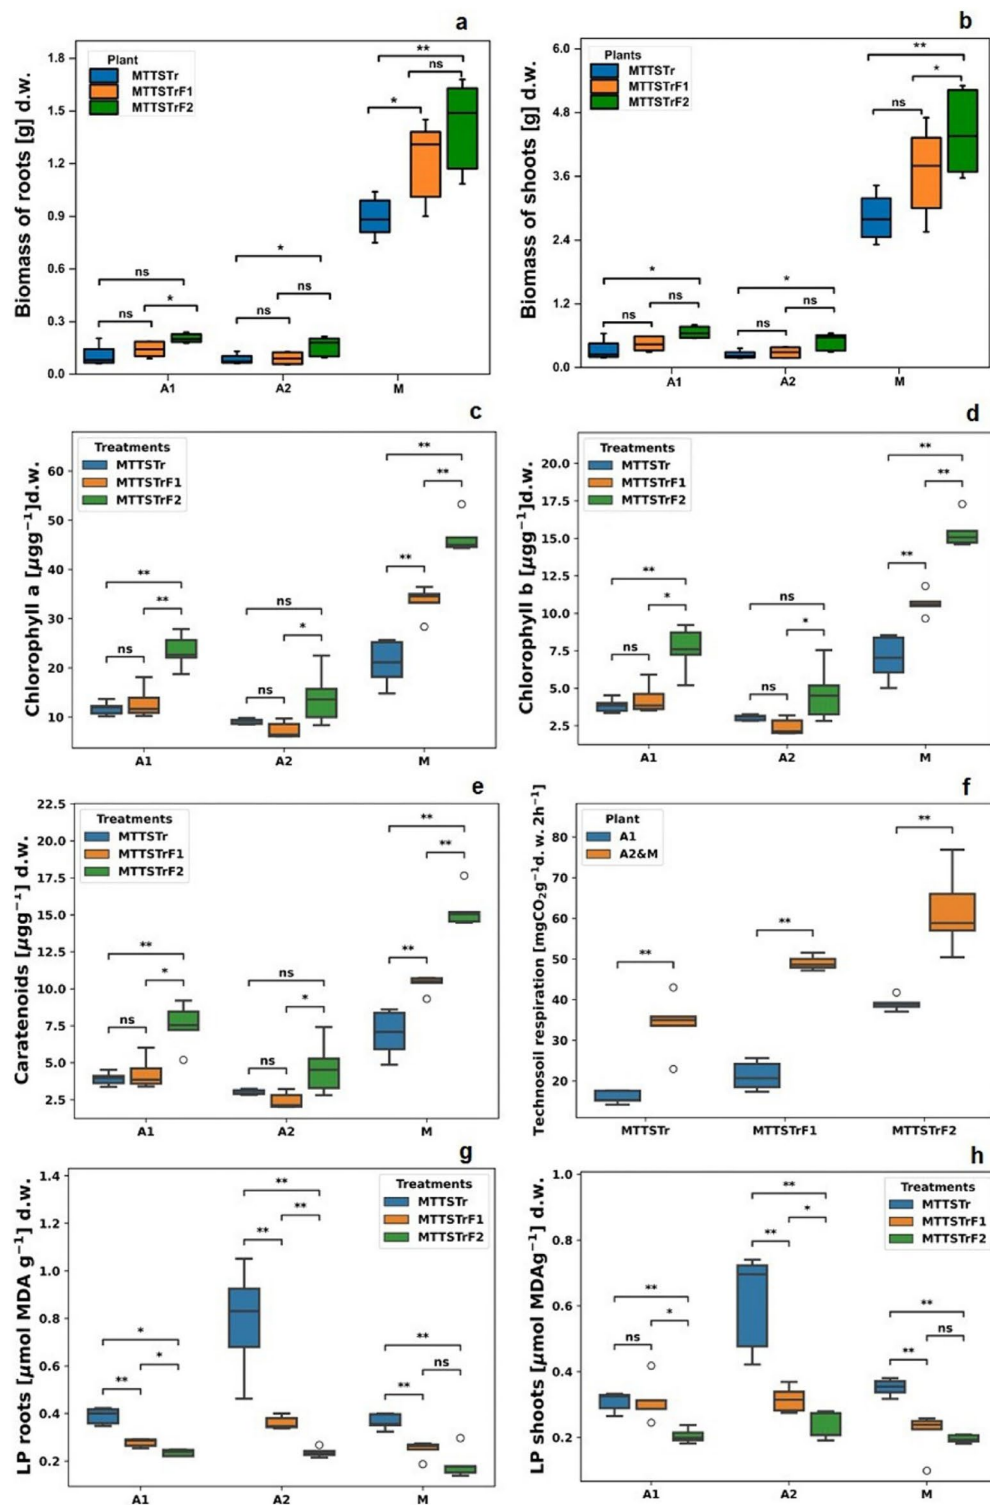 a
Biomass of roots [g] d.w.
1.8
1.5
1.2
0.9
0.6
0.3
0.0
Plant
MTTSTr
MTTSTrF1
MTTSTrF2
**
ns
*
ns
ns
*
*
ns
ns
A1
A2
M
b
Biomass of shoots [g] d.w.
6.0
4.8
3.6
2.4
1.2
0.0
Plants
MTTSTr
MTTSTrF1
MTTSTrF2
**
*
ns
*
ns
ns
*
ns
ns
A1
A2
M
c
Chlorophyll a [µgg⁻¹]d.w.
60
50
40
30
20
10
Treatments
MTTSTr
MTTSTrF1
MTTSTrF2
**
**
**
**
**
ns
ns
*
ns
A1
A2
M
d
Chlorophyll b [µgg⁻¹]d.w.
20.0
17.5
15.0
12.5
10.0
7.5
5.0
2.5
Treatments
MTTSTr
MTTSTrF1
MTTSTrF2
**
**
**
**
*
ns
ns
*
ns
A1
A2
M
e
Caratenoids [µgg⁻¹] d.w.
22.5
20.0
17.5
15.0
12.5
10.0
7.5
5.0
2.5
Treatments
MTTSTr
MTTSTrF1
MTTSTrF2
**
**
**
**
*
ns
ns
*
ns
A1
A2
M
f
Technosoil respiration [mgCO₂g⁻¹d. w. 2h⁻¹]
80
70
60
50
40
30
20
Plant
A1
A2&M
**
**
**
MTTSTr
MTTSTrF1
MTTSTrF2
g
LP roots [µmol MDA g⁻¹] d.w.
1.4
1.2
1.0
0.8
0.6
0.4
0.2
Treatments
MTTSTr
MTTSTrF1
MTTSTrF2
**
**
**
*
*
**
**
ns
**
A1
A2
M
h
LP shoots [µmol MDAg⁻¹] d.w.
1.0
0.8
0.6
0.4
0.2
Treatments
MTTSTr
MTTSTrF1
MTTSTrF2
**
*
**
**
*
ns
**
ns
**
A1
A2
M